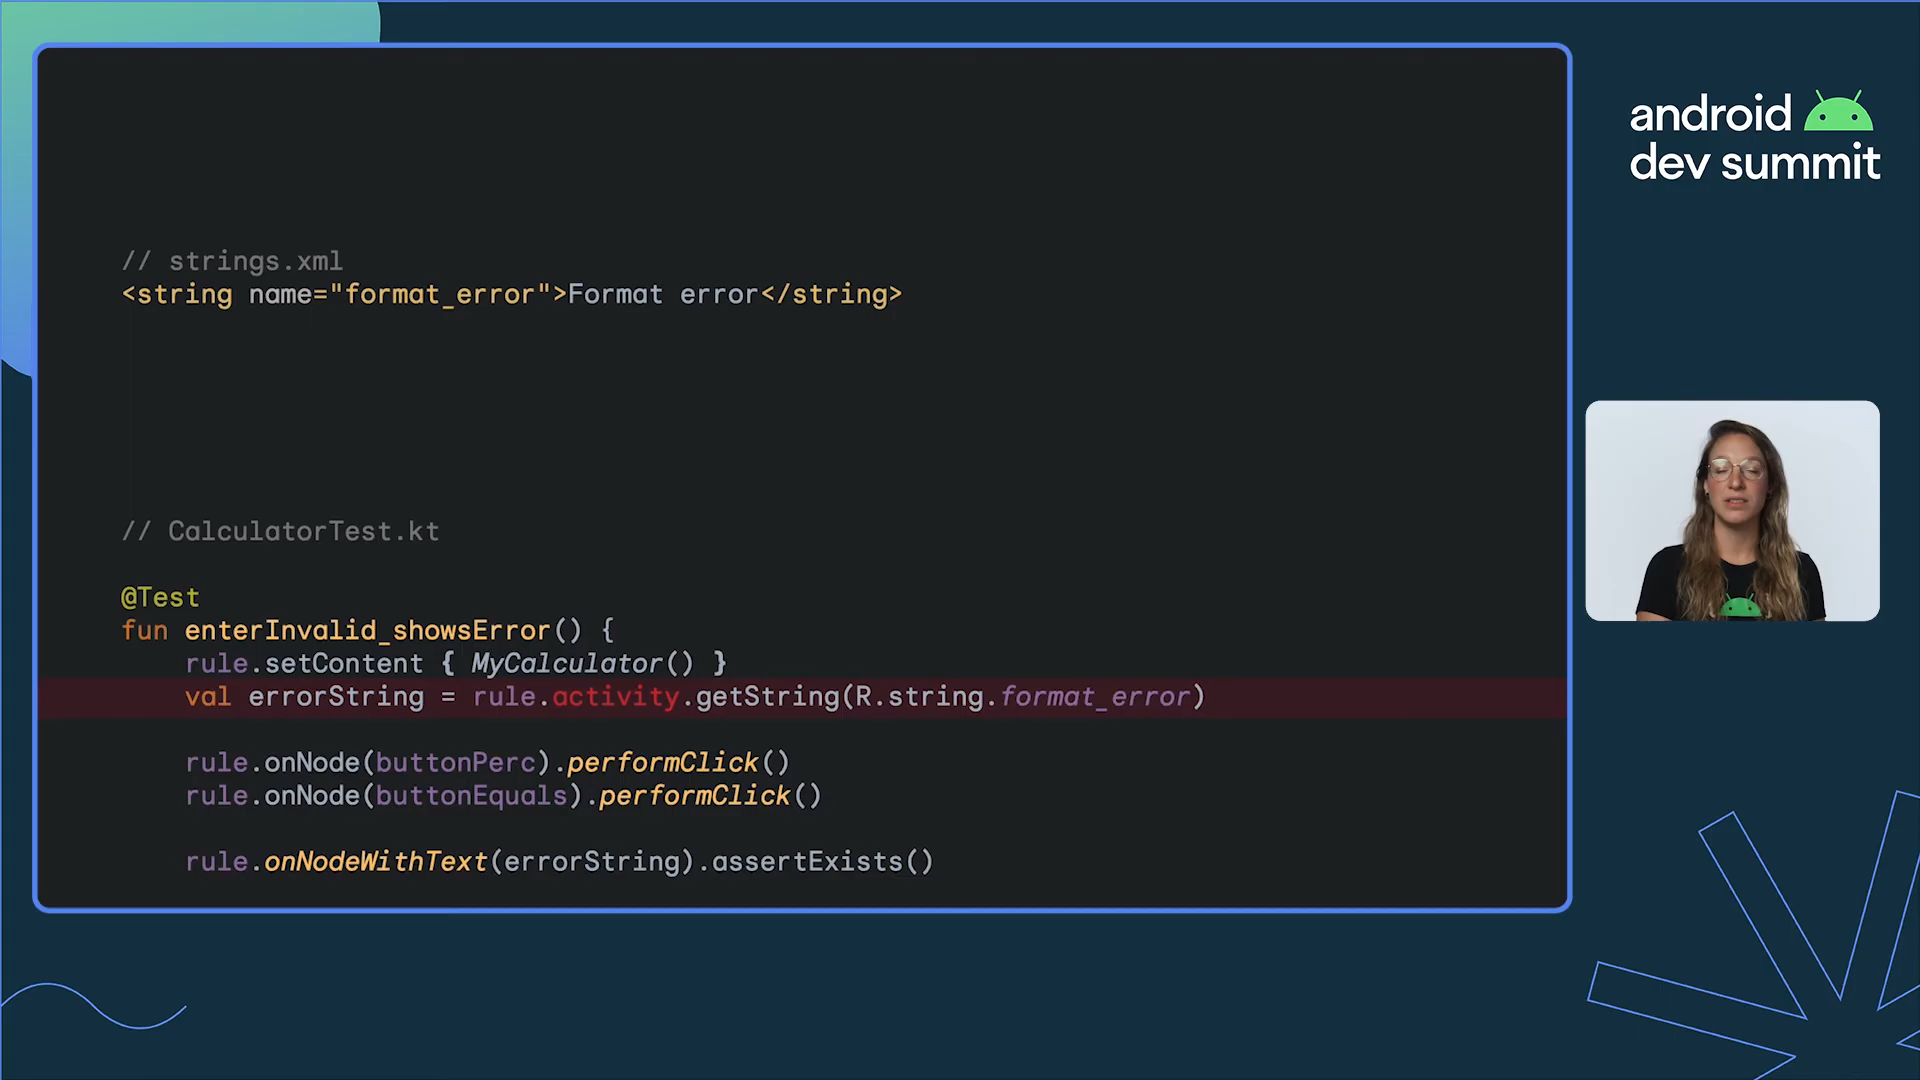 android
dev summit
// strings.xml
<string name="format_error">Format error</string>
// CalculatorTest.kt
@Test
fun enterInvalid_showsError() {
rule.setContent { MyCalculator() }
val errorString = rule.activity.getString(R.string.format_error)
rule.onNode(buttonPerc).performClick()
rule.onNode(buttonEquals).performClick()
rule.onNodeWithText(errorString).assertExists()